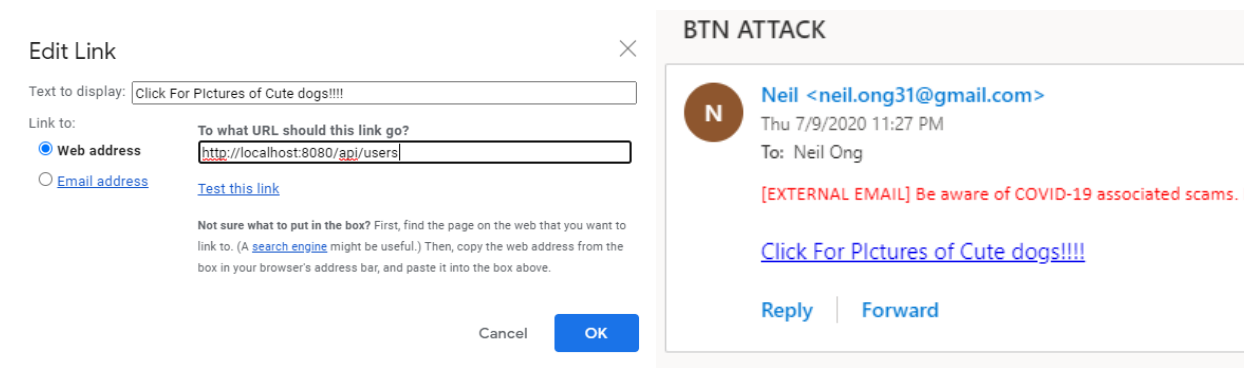 Edit Link
Text to display: Click For PIctures of Cute dogs!!!!
Link to:
Web address
Email address
To what URL should this link go?
http://localhost:8080/api/users
Test this link
Not sure what to put in the box? First, find the page on the web that you want to
link to. (A search engine might be useful.) Then, copy the web address from the
box in your browser's address bar, and paste it into the box above.
Cancel OK
BTN ATTACK
N
Neil <neil.ong31@gmail.com>
Thu 7/9/2020 11:27 PM
To: Neil Ong
[EXTERNAL EMAIL] Be aware of COVID-19 associated scams.
Click For PIctures of Cute dogs!!!!
Reply Forward